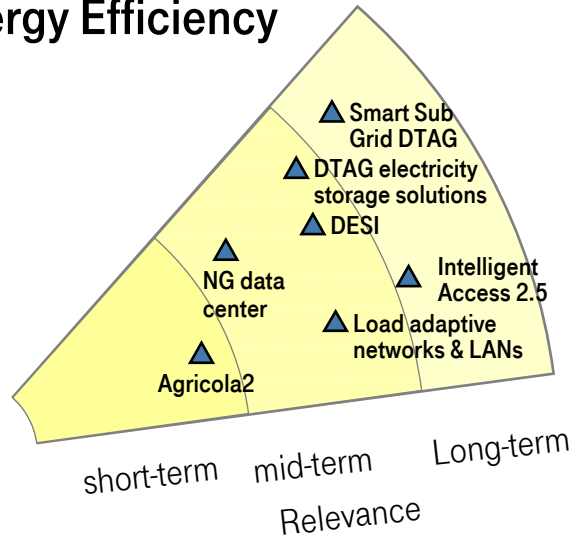 ergy Efficiency
Smart Sub
Grid DTAG
DTAG electricity
storage solutions
DESI
NG data
center
Intelligent
Access 2.5
Load adaptive
networks & LANs
Agricola2
short-term
mid-term
Long-term
Relevance